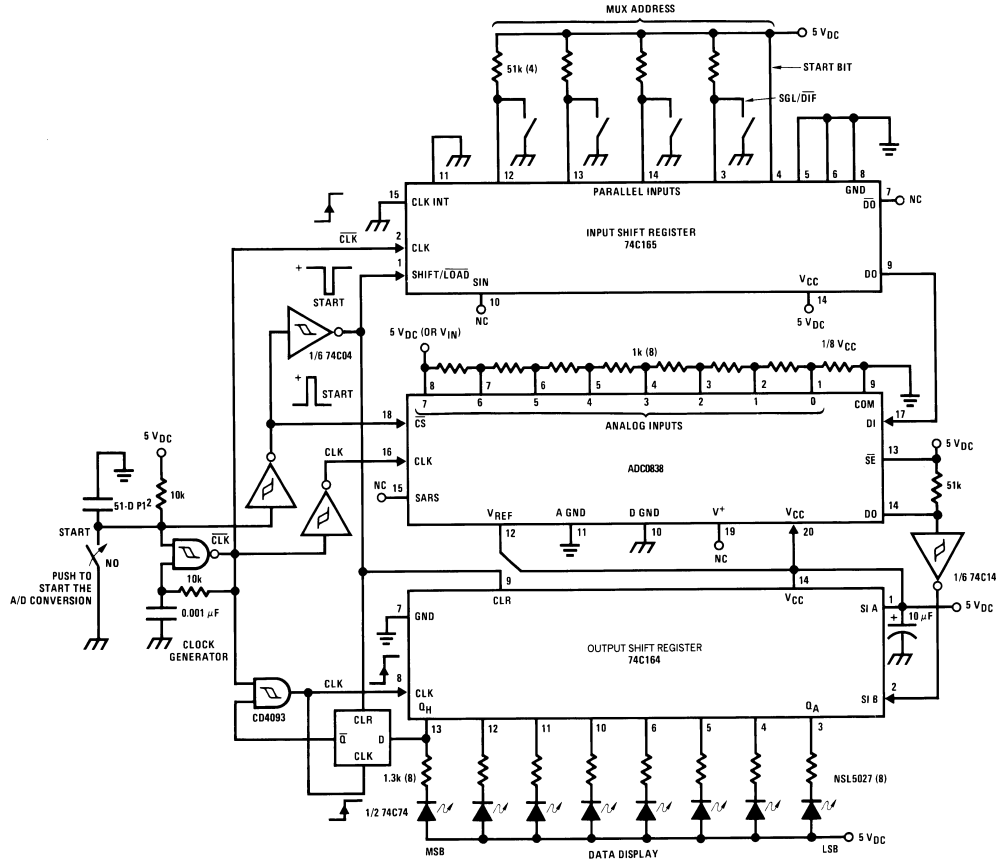 MUX ADDRESS
5 VDC
51k (4)
START BIT
SGL/DIF
11
12
13
14
3
4
5
6
8
PARALLEL INPUTS
GND
15
CLK INT
7
DO
NC
INPUT SHIFT REGISTER
74C165
CLK
2
CLK
1
SHIFT/LOAD
9
DO
+
START
SIN
10
NC
VCC
14
5 VDC
1/6 74C04
5 VDC (OR VIN)
1k (8)
1/8 VCC
+
START
8
7
6
5
4
3
2
1
9
7
6
5
4
3
2
1
0
COM
18
CS
ANALOG INPUTS
17
DI
CLK
16
CLK
ADC0838
13
SE
5 VDC
NC
15
SARS
51k
14
DO
VREF
12
A GND
11
D GND
10
V+
19
NC
VCC
20
5 VDC
10k
51-D P12
START
NO
CLK
PUSH TO
START THE
A/D CONVERSION
10k
0.001 µF
CLOCK
GENERATOR
1/6 74C14
9
CLR
14
VCC
7
GND
1
SI A
5 VDC
+
10 µF
OUTPUT SHIFT REGISTER
74C164
CLK
8
CLK
2
SI B
CD4093
QH
QA
CLR
Q
D
CLK
13
12
11
10
6
5
4
3
1.3k (8)
NSL5027 (8)
1/2 74C74
MSB
DATA DISPLAY
LSB
5 VDC